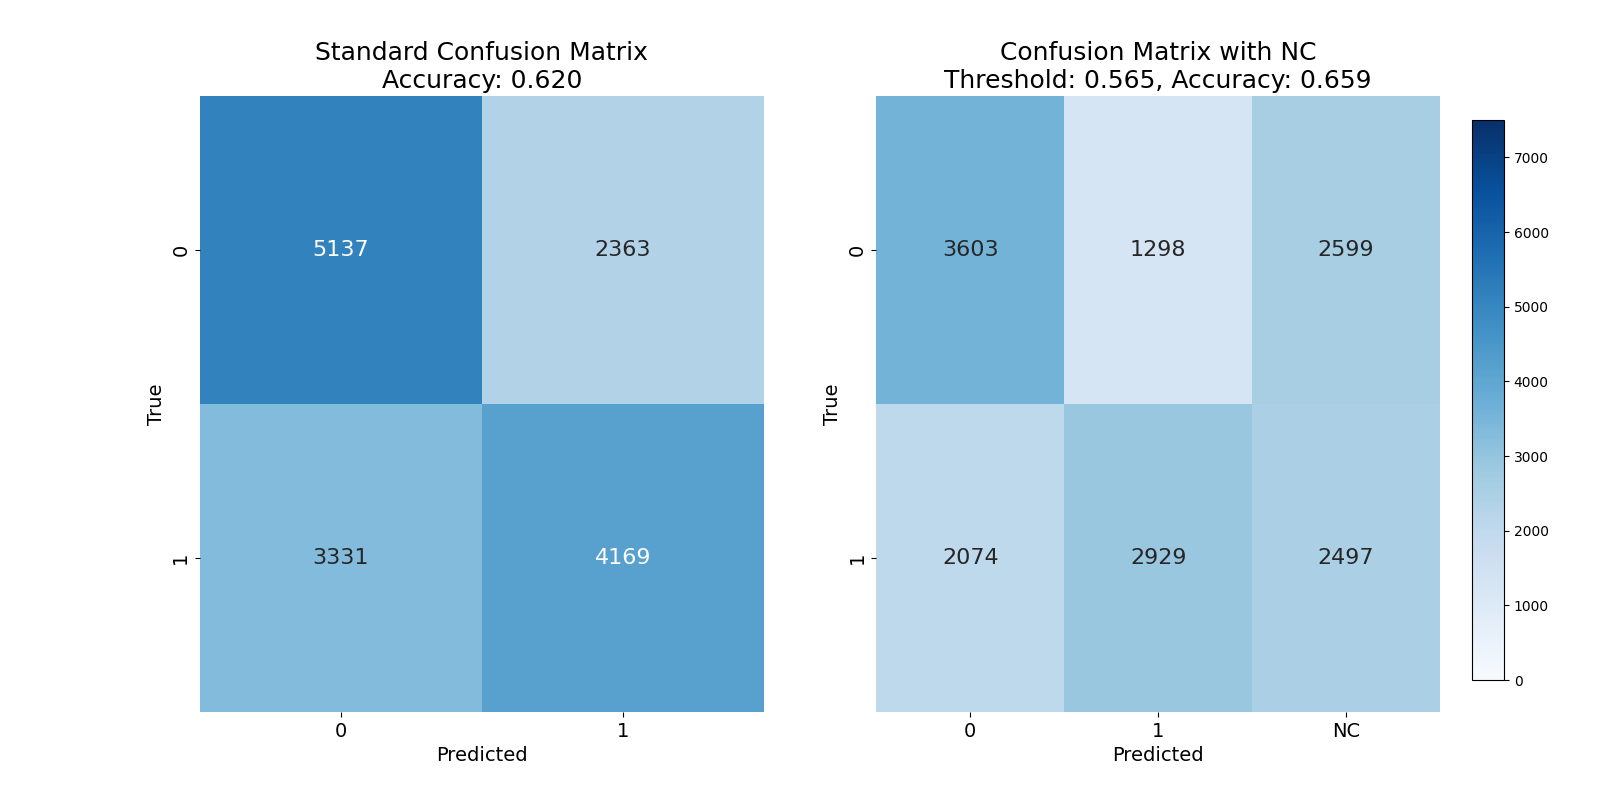 Standard Confusion Matrix
Accuracy: 0.620
True
0
5137
2363
1
3331
4169
0
1
Predicted
Confusion Matrix with NC
Threshold: 0.565, Accuracy: 0.659
True
0
3603
1298
2599
1
2074
2929
2497
0
1
NC
Predicted
7000
6000
5000
4000
3000
2000
1000
0